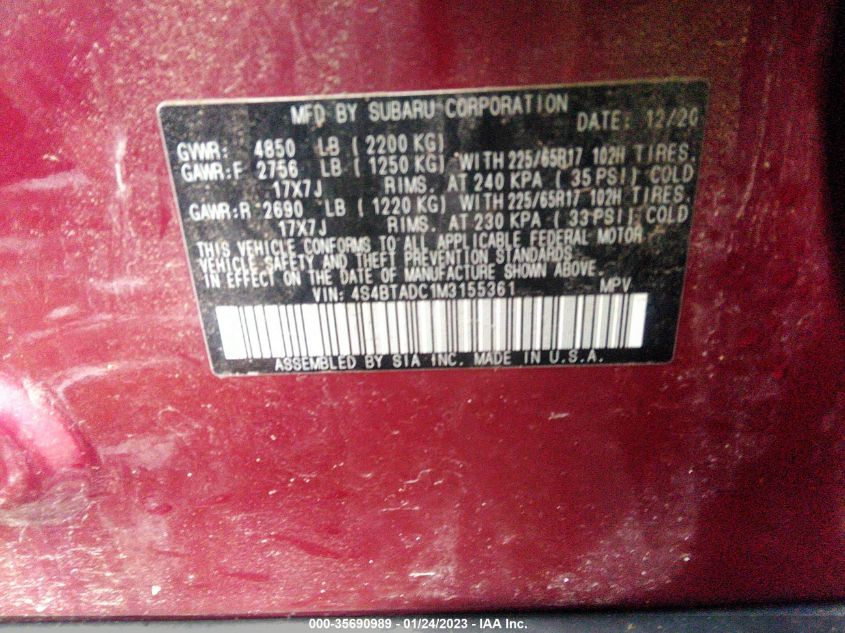 MFD BY SUBARU CORPORATION DATE: 12/20
GVWR: 4850 LB ( 2200 KG)
GAWR:F 2756 LB ( 1250 KG) WITH 225/65R17 102H TIRES.
17X7J RIMS. AT 240 KPA ( 35 PSI) COLD
GAWR:R 2690 LB ( 1220 KG) WITH 225/65R17 102H TIRES.
17X7J RIMS. AT 230 KPA ( 33 PSI) COLD
THIS VEHICLE CONFORMS TO ALL APPLICABLE FEDERAL MOTOR
VEHICLE SAFETY AND THEFT PREVENTION STANDARDS
IN EFFECT ON THE DATE OF MANUFACTURE SHOWN ABOVE.
VIN: 4S4BTADC1M3155361 MPV
ASSEMBLED BY SIA INC. MADE IN U.S.A.
000-35690989 - 01/24/2023 - IAA Inc.